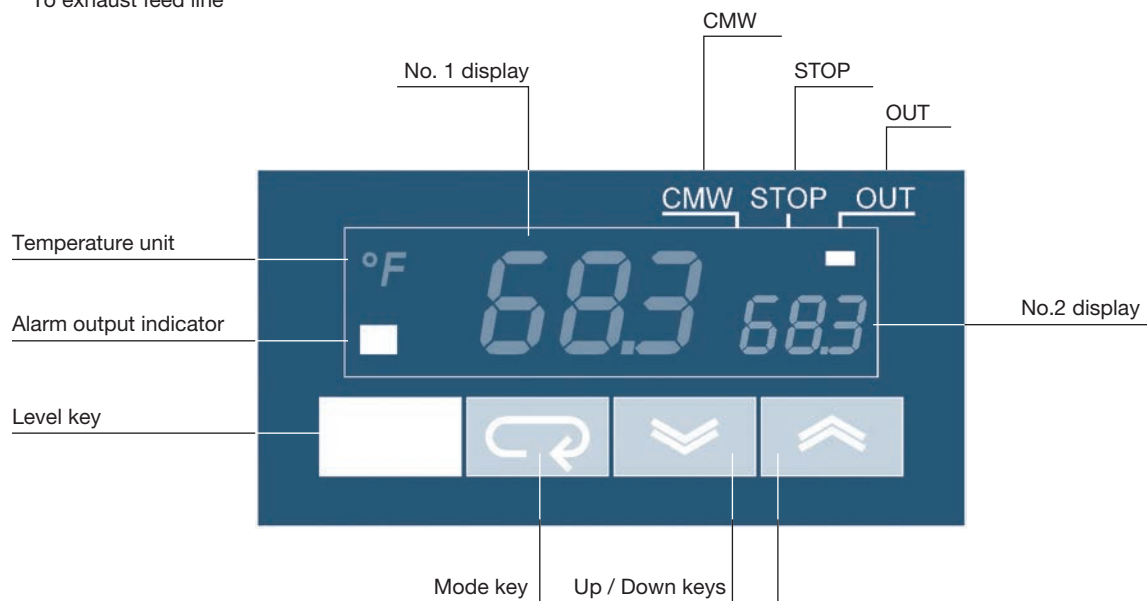 To exhaust feed line
CMW
No. 1 display
STOP
OUT
CMW STOP OUT
Temperature unit
°F
68.3
68.3
No.2 display
Alarm output indicator
Level key
Mode key
Up / Down keys